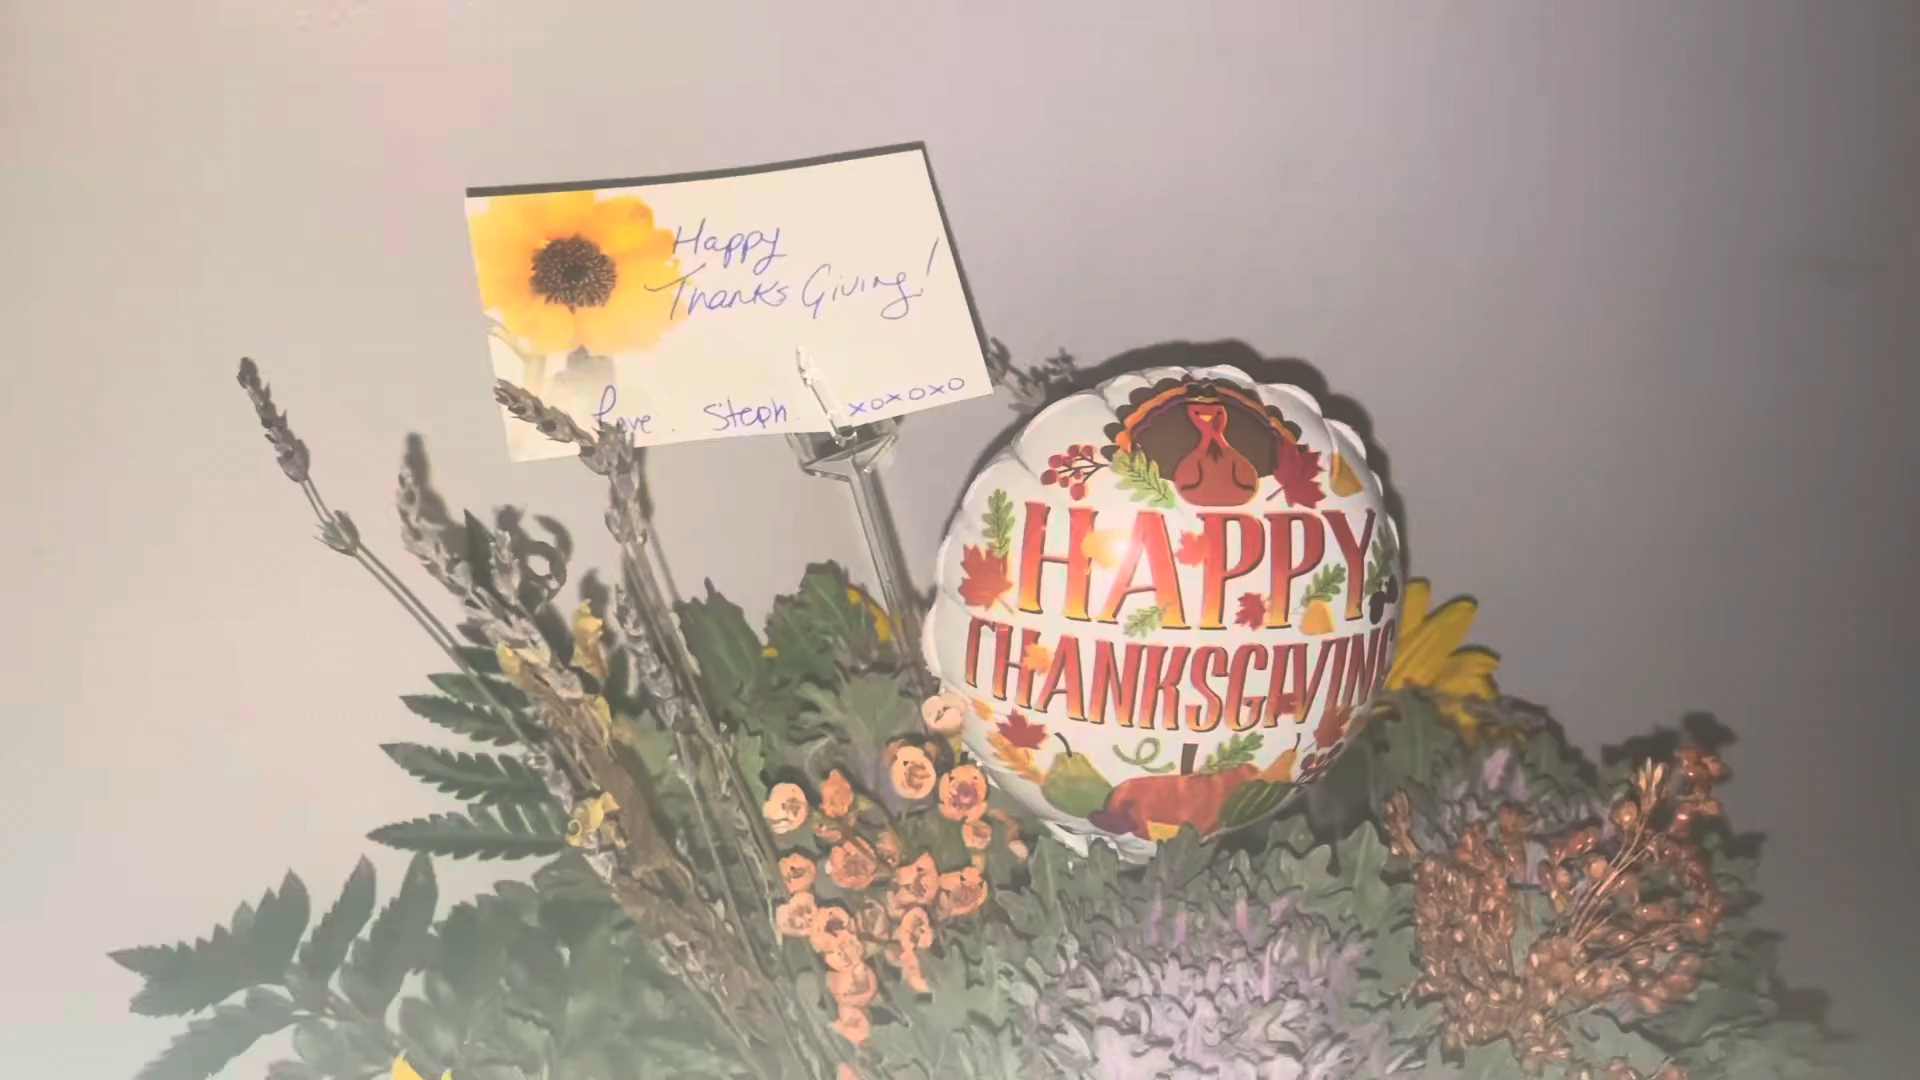 Happy
Thanks Giving!
Love. Steph. xoxoxo
HAPPY
THANKSGIVING